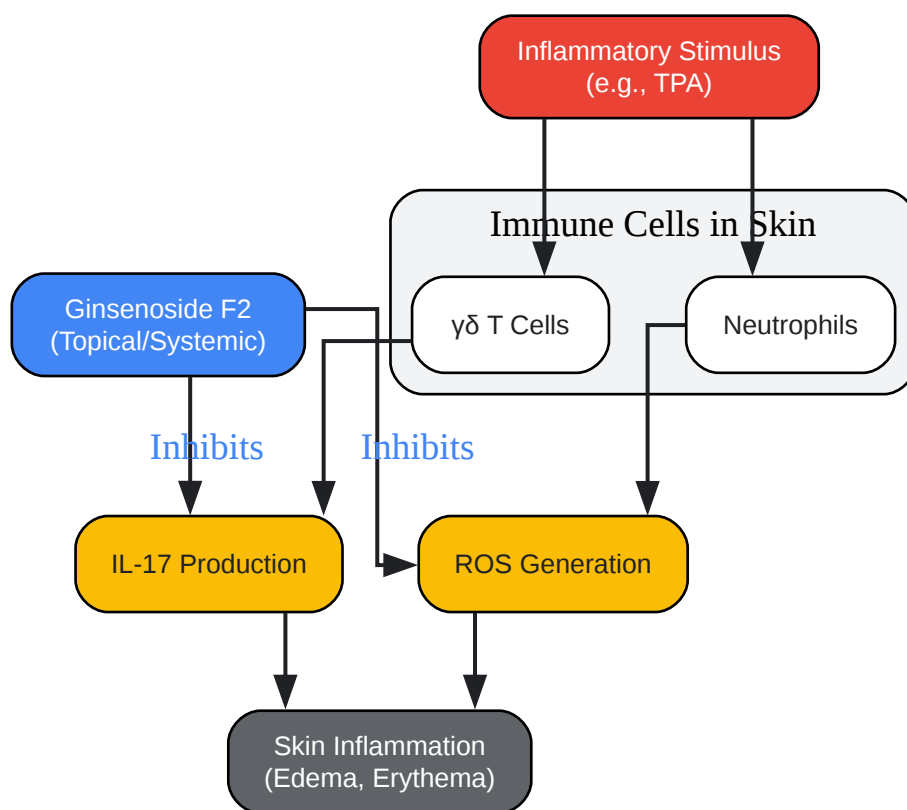 Inflammatory Stimulus
(e.g., TPA)
Immune Cells in Skin
Ginsenoside F2
(Topical/Systemic)
γδ T Cells
Neutrophils
Inhibits
Inhibits
IL-17 Production
ROS Generation
Skin Inflammation
(Edema, Erythema)